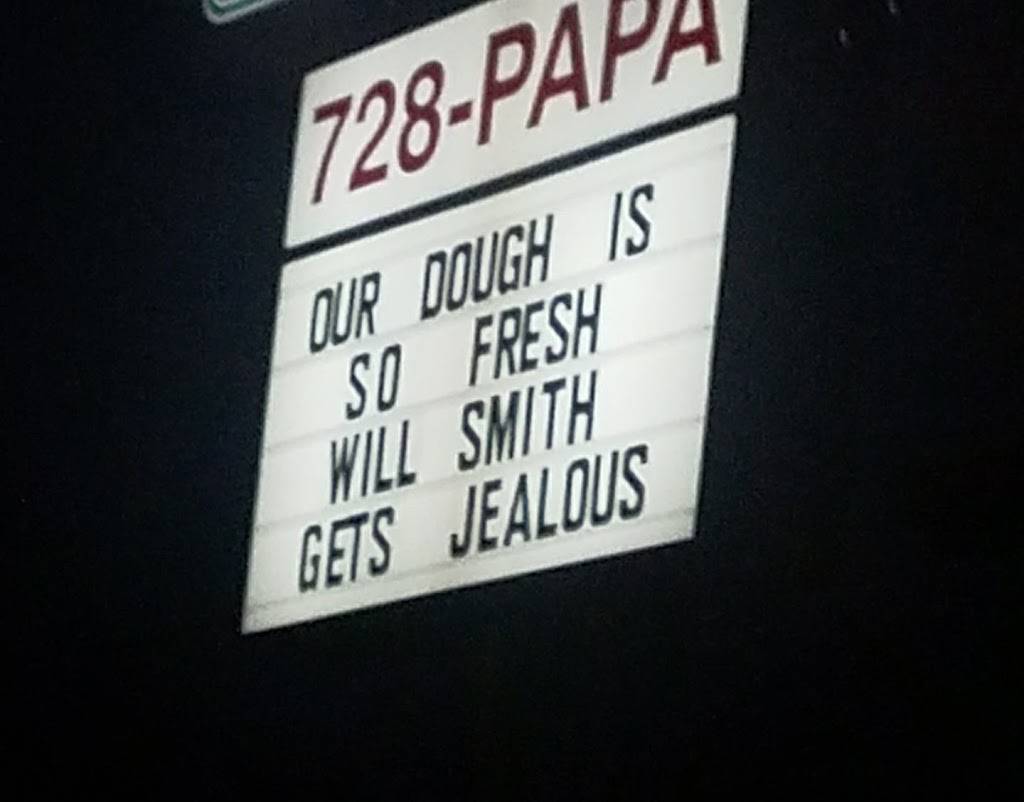 728-PAPA
OUR DOUGH IS
SO FRESH
WILL SMITH
GETS JEALOUS